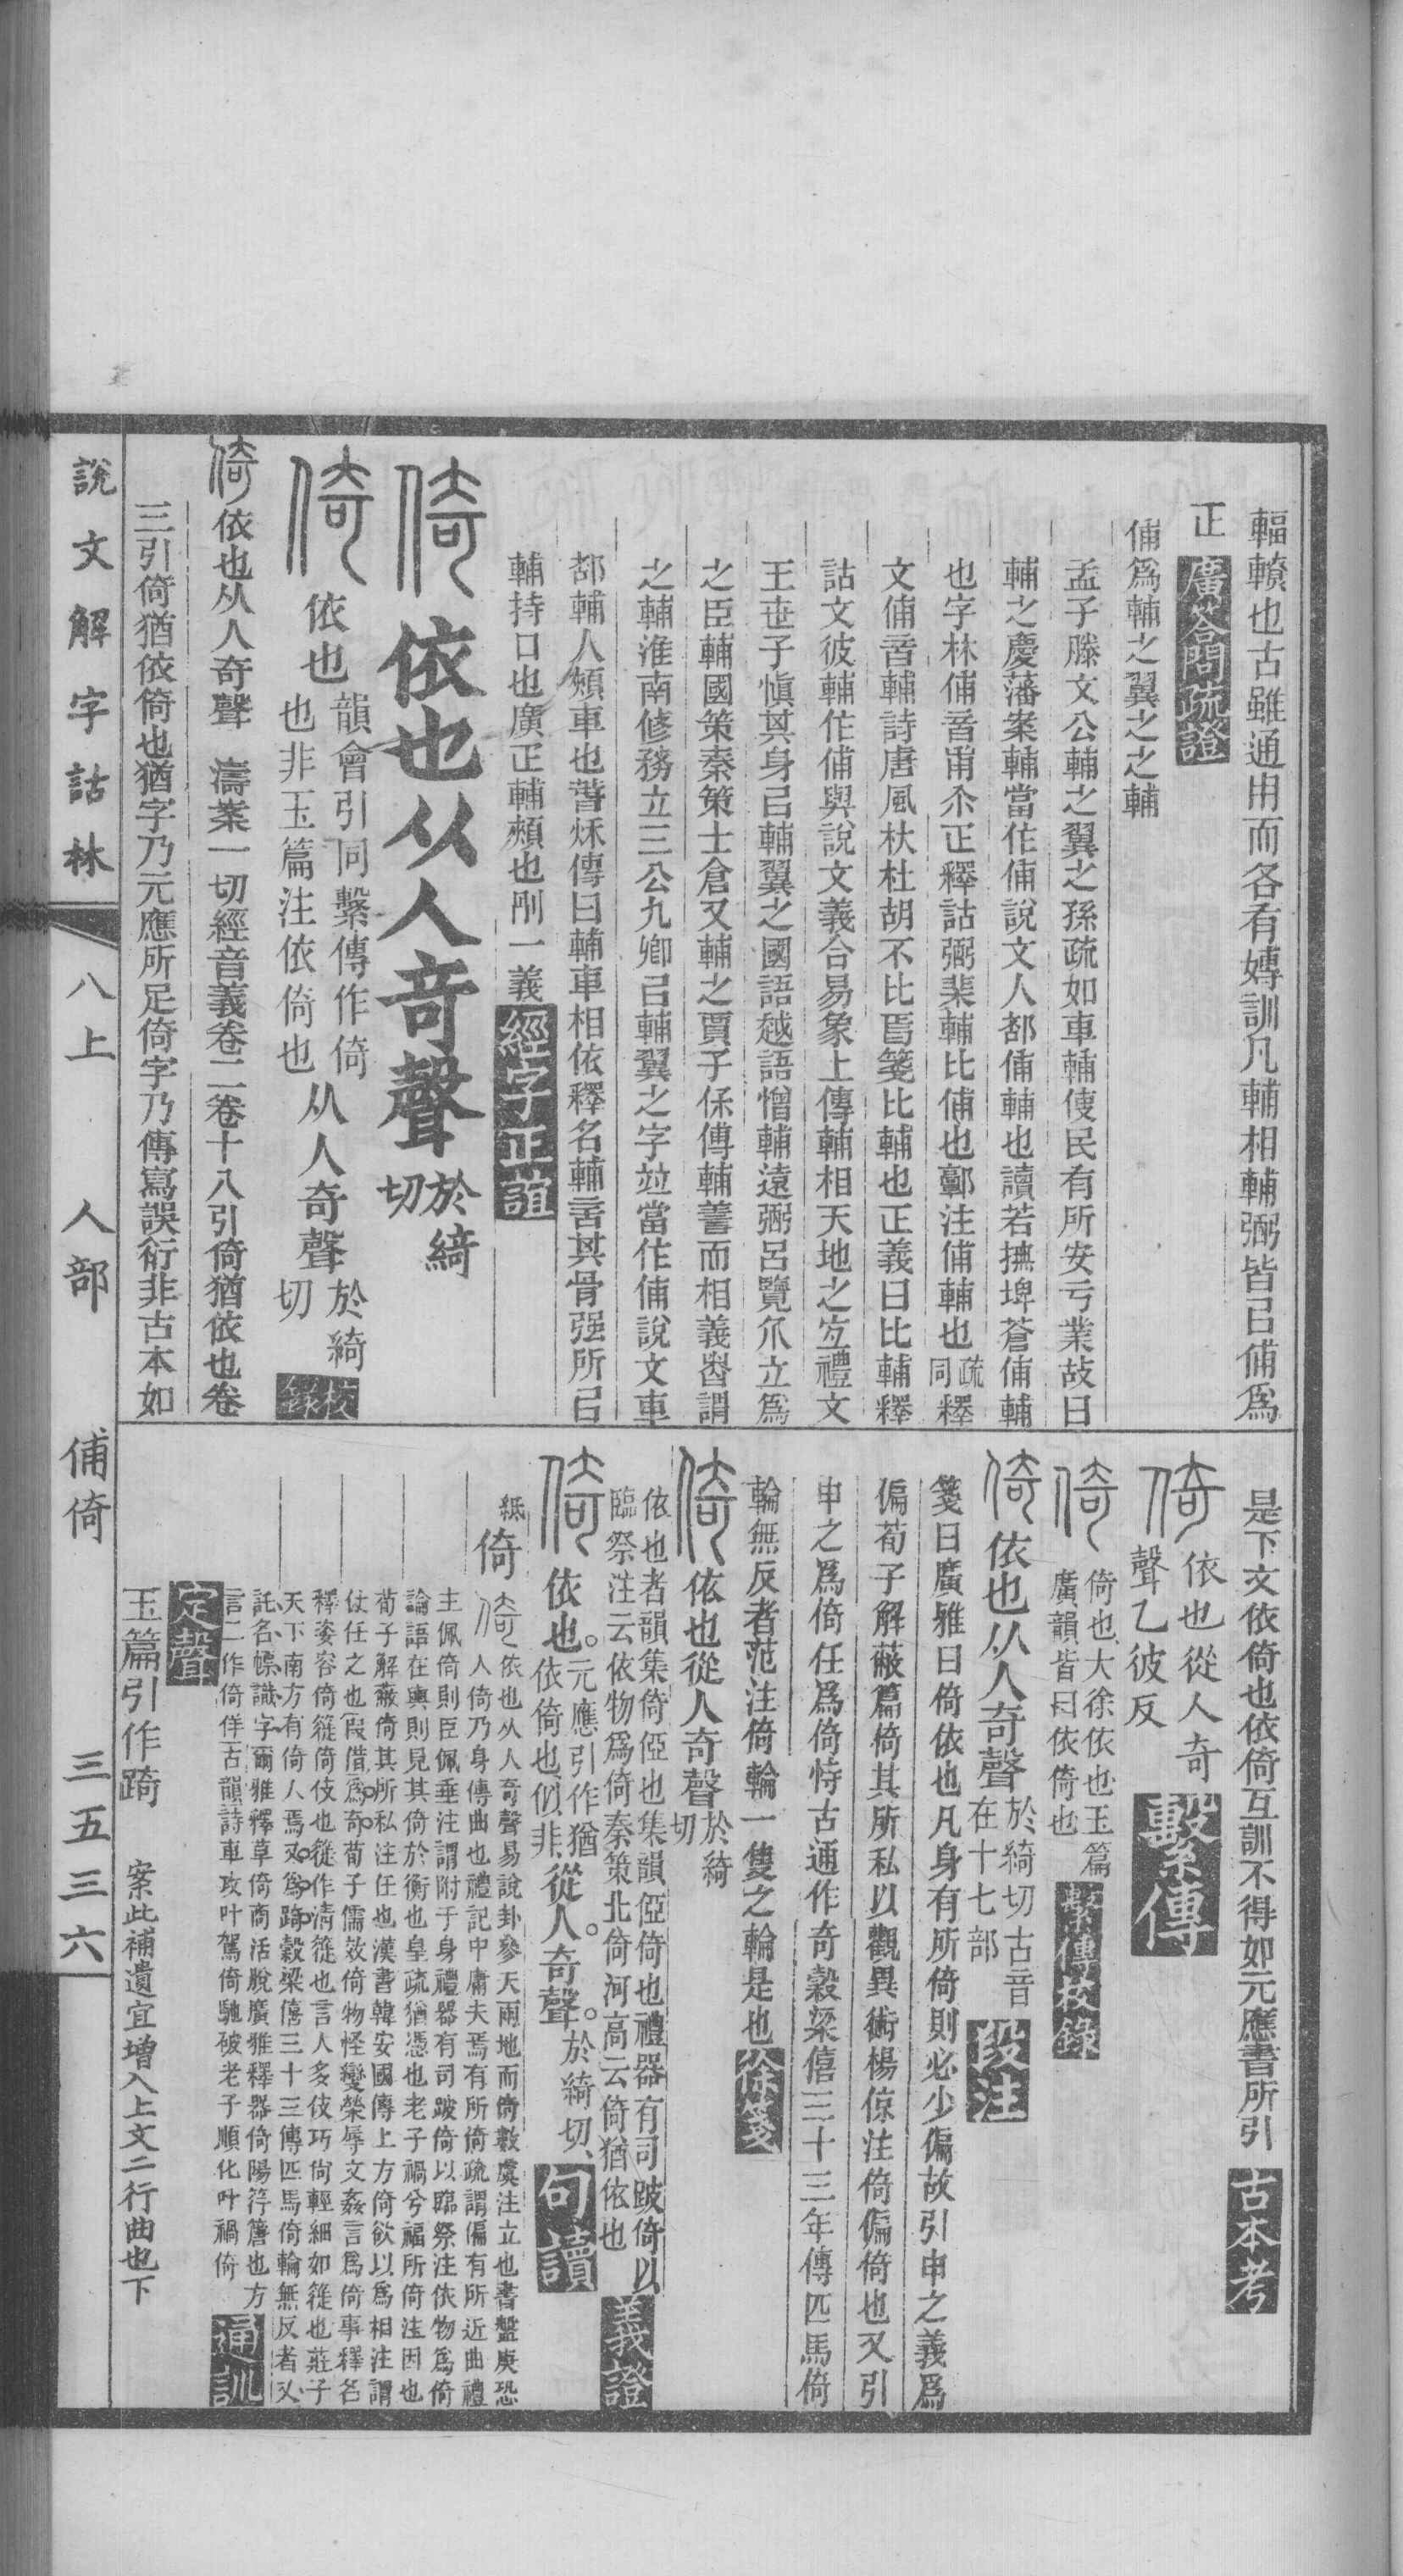 輻轑也古雖通用而各有嫥訓凡輔相輔弼皆㠯俌爲
正 廣荅問疏證
俌爲輔之翼之之輔
孟子滕文公輔之翼之孫疏如車輔使民有所安亏業故曰
輔之慶藩案輔當作俌說文人部俌輔也讀若撫埤蒼俌輔
也字林俌音甫尒正釋詁弼棐輔比俌也鄭注俌輔也疏同釋
文俌音輔詩唐風杕杜胡不比焉箋比輔也正義曰比輔釋
詁文彼輔作俌與說文義合易象上傳輔相天地之宜禮文
王世子愼其身㠯輔翼之國語越語憎輔遠弼呂覽介立爲
之臣輔國策秦策士倉又輔之賈子保傅輔善而相義者謂
之輔淮南修務立三公九卿㠯輔翼之字竝當作俌說文車
部輔人頰車也春秌傳曰輔車相依釋名輔言其骨强所㠯
輔持口也廣正輔頰也刪一義 經字正誼
倚 依也从人奇聲 於綺切
倚 依也 韻會引同繫傳作倚也非玉篇注依倚也 从人奇聲 於綺切 校錄
倚 依也从人奇聲 濤案一切經音義卷二卷十八引倚猶依也卷
三引倚猶依倚也猶字乃元應所足倚字乃傳寫誤衍非古本如
是下文依倚也依倚互訓不得如元應書所引 古本考
倚 依也從人奇聲乙彼反 繫傳
倚 倚也大徐依也玉篇廣韻皆曰依倚也 繫傳校錄
倚 依也从人奇聲 於綺切古音在十七部 段注
箋曰廣雅曰倚依也凡身有所倚則必少偏故引申之義爲
偏荀子解蔽篇倚其所私以觀異術楊倞注倚偏倚也又引
申之爲倚任爲倚恃古通作奇穀梁僖三十三年傳匹馬倚
輪無反者范注倚輪一隻之輪是也 徐箋
倚 依也從人奇聲 於綺切
依也者韻集倚俹也集韻俹倚也禮器有司跛倚以
臨祭注云依物爲倚秦策北倚河高云倚猶依也 義證
倚 依也。元應引作猶依倚也似非 從人。奇聲。於綺切、 句讀
倚 依也从人奇聲易說卦參天兩地而倚數虞注立也書盤庚恐
人倚乃身傳曲也禮記中庸夫焉有所倚疏謂偏有所近曲禮
主佩倚則臣佩垂注謂附于身禮器有司跛倚以臨祭注依物爲倚
論語在輿則見其倚於衡也皇疏猶憑也老子禍兮福所倚注因也
荀子解蔽倚其所私注任也漢書韓安國傳上方倚欲以爲相注謂
仗任之也叚借爲奇荀子儒效倚物怪變榮辱文姦言爲倚事釋名
釋姿容倚簁倚伎也簁作清簁也言人多伎巧尙輕細如簁也莊子
天下南方有倚人焉又爲踦穀梁僖三十三傳匹馬倚輪無反者又
託名幖識字爾雅釋草倚商活脫廣雅釋器倚陽筕簹也方
言二作倚佯古韻詩車攻叶駕倚馳破老子順化叶禍倚 通訓
定聲
玉篇引作踦 案此補遺宜增入上文二行曲也下
說文解字詁林 八上 人部 俌倚 三五三六